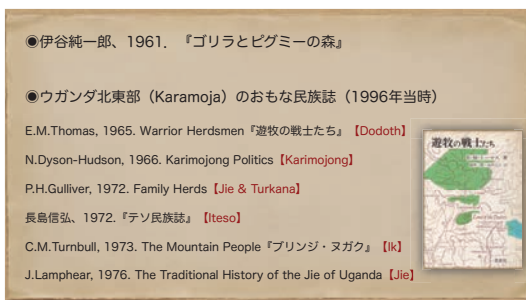 ◉伊谷純一郎、1961. 『ゴリラとピグミーの森』
◉ウガンダ北東部（Karamoja）のおもな民族誌（1996年当時）
E.M.Thomas, 1965. Warrior Herdsmen『遊牧の戦士たち』【Dodoth】
N.Dyson-Hudson, 1966. Karimojong Politics【Karimojong】
P.H.Gulliver, 1972. Family Herds【Jie & Turkana】
長島信弘、1972.『テソ民族誌』【Iteso】
C.M.Turnbull, 1973. The Mountain People『ブリンジ・ヌガク』【Ik】
J.Lamphear, 1976. The Traditional History of the Jie of Uganda【Jie】
遊牧の戦士たち